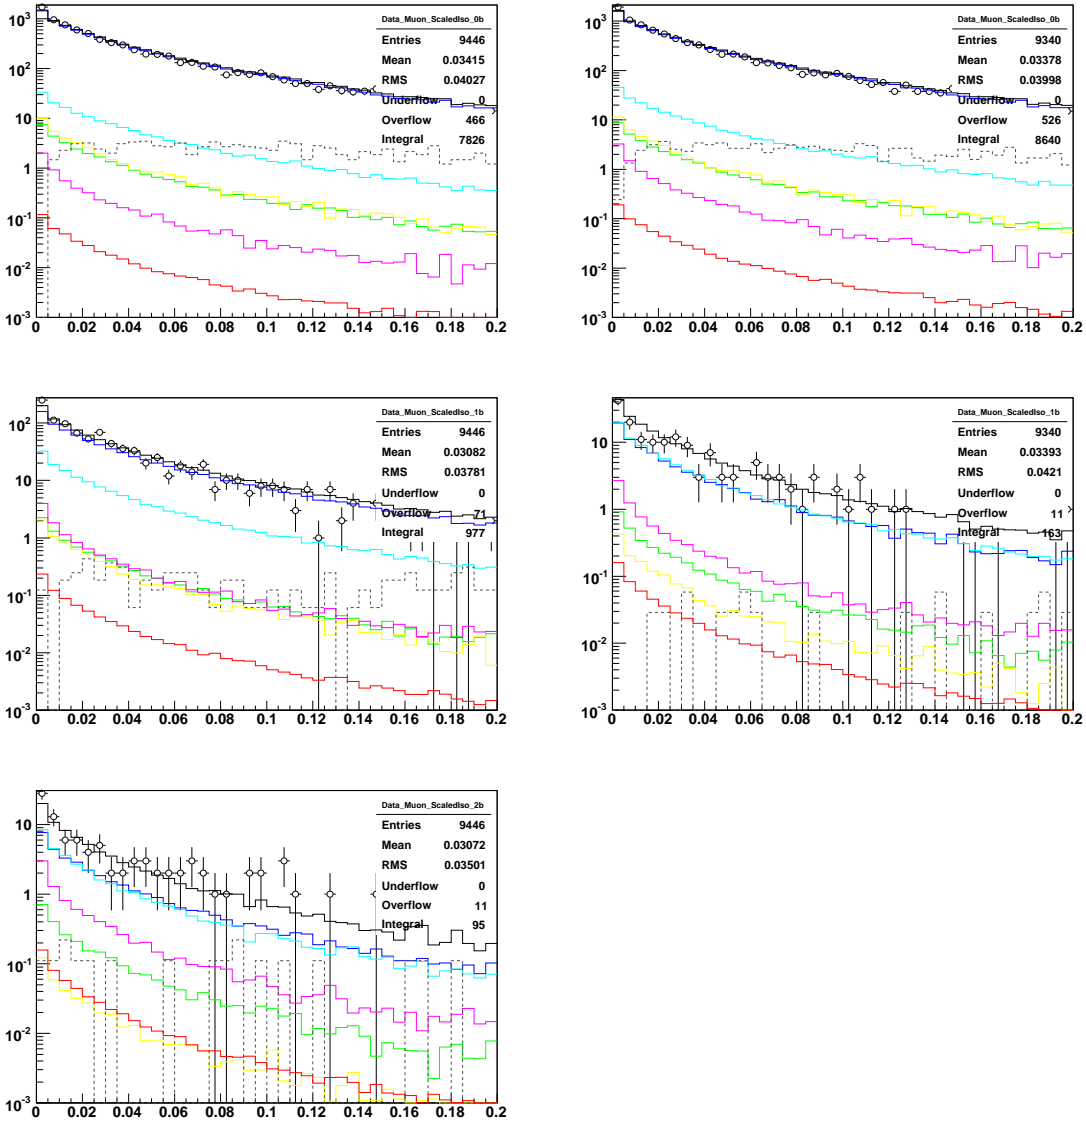 Data_Muon_ScaledIso_0b
Entries 9446
Mean 0.03415
RMS 0.04027
Underflow 0
Overflow 466
Integral 7826
10^3
10^2
10
1
10^-1
10^-2
10^-3
0 0.02 0.04 0.06 0.08 0.1 0.12 0.14 0.16 0.18 0.2
Data_Muon_ScaledIso_0b
Entries 9340
Mean 0.03378
RMS 0.03998
Underflow 0
Overflow 526
Integral 8640
10^3
10^2
10
1
10^-1
10^-2
10^-3
0 0.02 0.04 0.06 0.08 0.1 0.12 0.14 0.16 0.18 0.2
Data_Muon_ScaledIso_1b
Entries 9446
Mean 0.03082
RMS 0.03781
Underflow 0
Overflow 71
Integral 977
10^2
10
1
10^-1
10^-2
10^-3
0 0.02 0.04 0.06 0.08 0.1 0.12 0.14 0.16 0.18 0.2
Data_Muon_ScaledIso_1b
Entries 9340
Mean 0.03393
RMS 0.0421
Underflow 0
Overflow 11
Integral 163
10
1
10^-1
10^-2
10^-3
0 0.02 0.04 0.06 0.08 0.1 0.12 0.14 0.16 0.18 0.2
Data_Muon_ScaledIso_2b
Entries 9446
Mean 0.03072
RMS 0.03501
Underflow 0
Overflow 11
Integral 95
10
1
10^-1
10^-2
10^-3
0 0.02 0.04 0.06 0.08 0.1 0.12 0.14 0.16 0.18 0.2